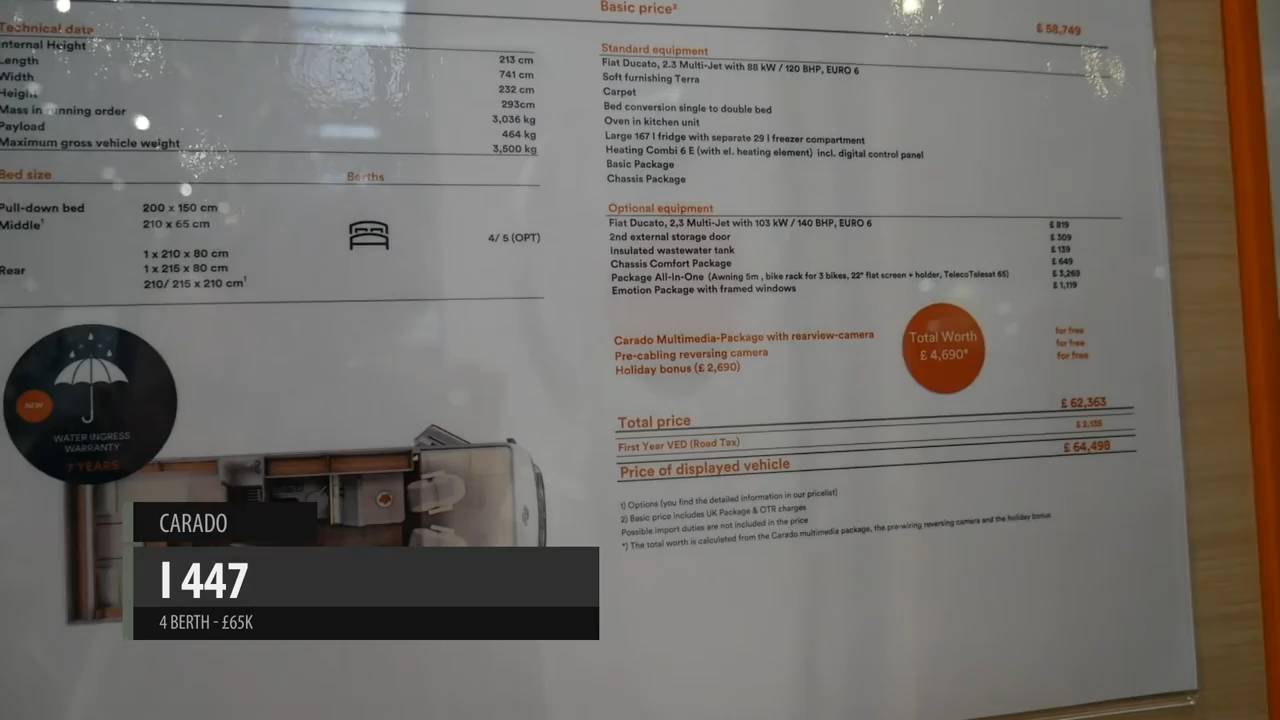 Basic price²
£ 58,749
Technical data
Internal Height 213 cm
Length 741 cm
Width 232 cm
Height 293cm
Mass in running order 3,036 kg
Payload 464 kg
Maximum gross vehicle weight 3,500 kg
Bed size Berths
Pull-down bed 200 x 150 cm
Middle¹ 210 x 65 cm
4/ 5 (OPT)
1 x 210 x 80 cm
Rear 1 x 215 x 80 cm
210/ 215 x 210 cm¹
NEW
WATER INGRESS
WARRANTY
7 YEARS
Standard equipment
Fiat Ducato, 2.3 Multi-Jet with 88 kW / 120 BHP, EURO 6
Soft furnishing Terra
Carpet
Bed conversion single to double bed
Oven in kitchen unit
Large 167 l fridge with separate 29 l freezer compartment
Heating Combi 6 E (with el. heating element) incl. digital control panel
Basic Package
Chassis Package
Optional equipment
Fiat Ducato, 2,3 Multi-Jet with 103 kW / 140 BHP, EURO 6 £ 819
2nd external storage door £ 309
Insulated wastewater tank £ 139
Chassis Comfort Package £ 649
Package All-In-One (Awning 5m , bike rack for 3 bikes, 22" flat screen + holder, TelecoTelesat 65) £ 3,269
Emotion Package with framed windows £ 1,119
Carado Multimedia-Package with rearview-camera for free
Pre-cabling reversing camera for free
Holiday bonus (£ 2,690) for free
Total Worth
£ 4,690*
Total price £ 62,363
First Year VED (Road Tax) £ 2,135
Price of displayed vehicle £ 64,498
1) Options (you find the detailed information in our pricelist)
2) Basic price includes UK Package & OTR charges
Possible import duties are not included in the price
*) The total worth is calculated from the Carado multimedia package, the pre-wiring reversing camera and the holiday bonus
CARADO
I 447
4 BERTH - £65K